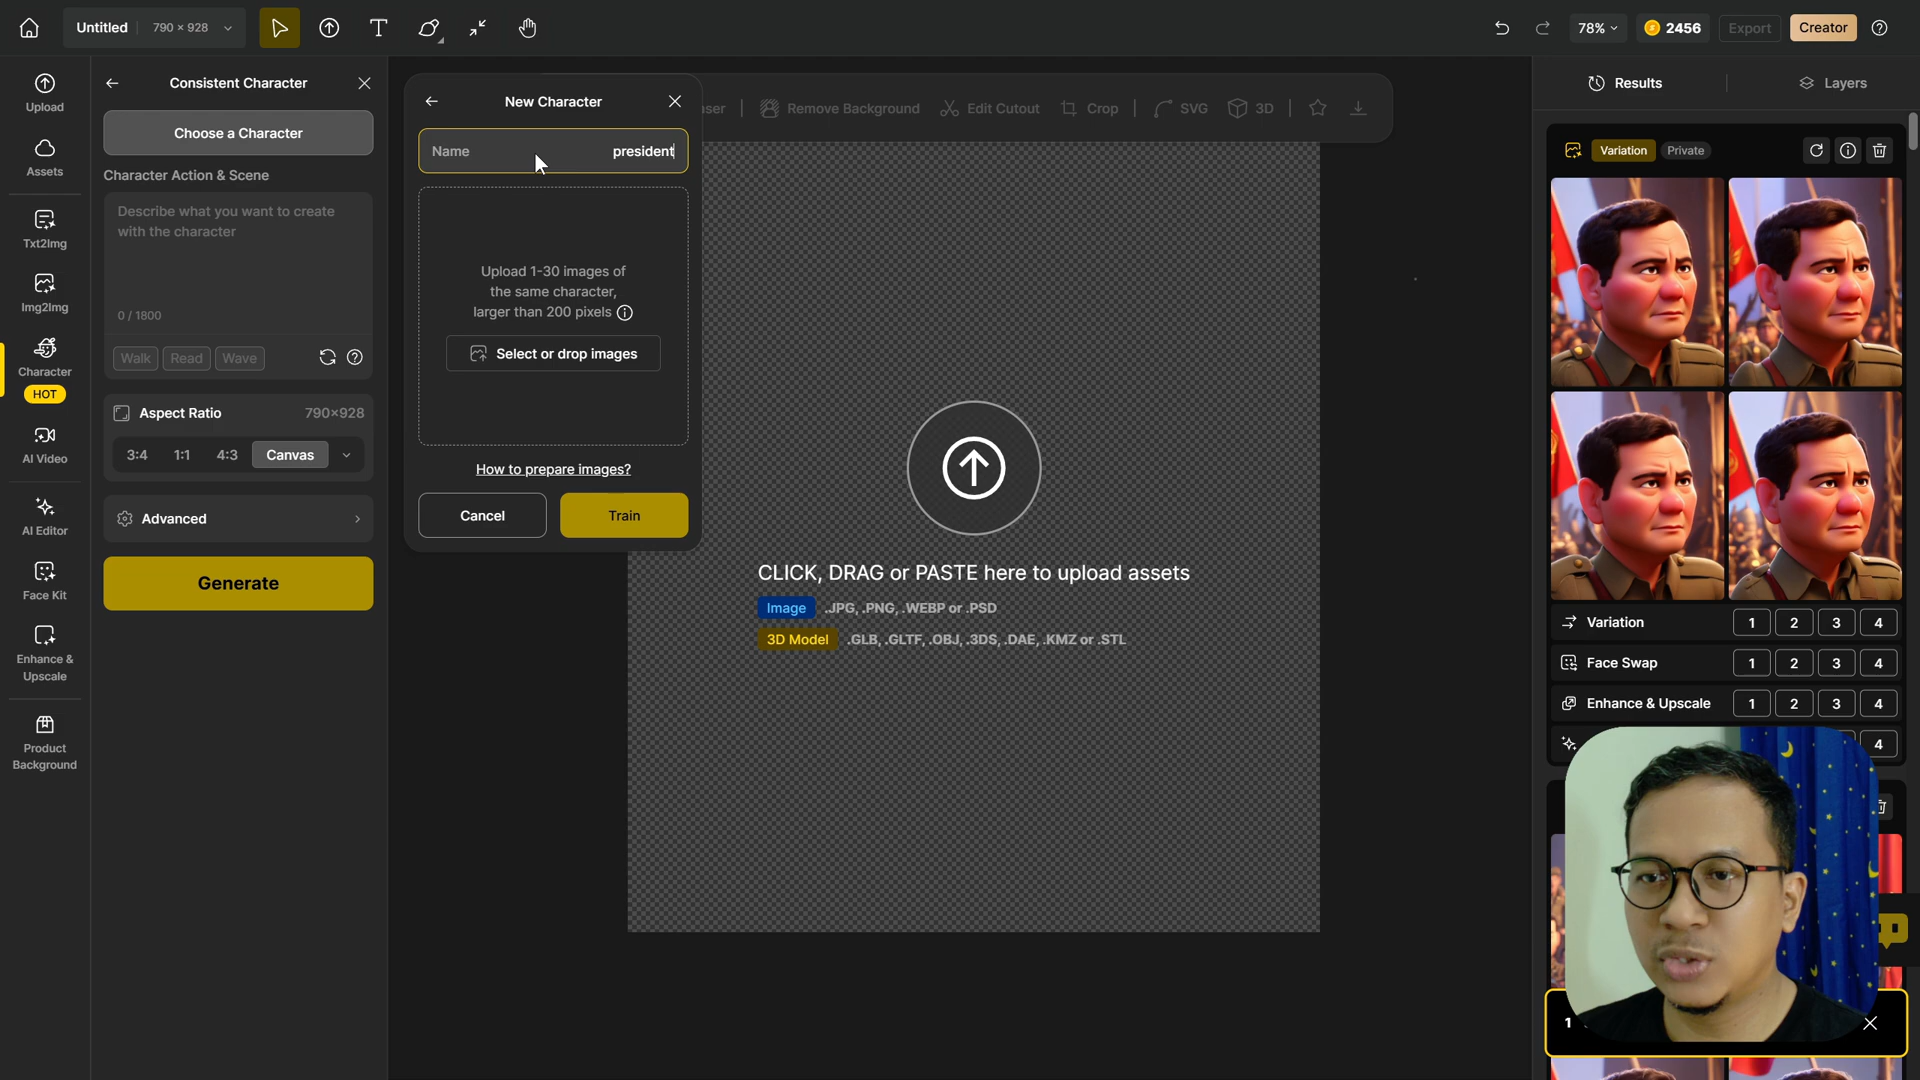 Untitled
790 × 928
78%
2456
Export
Creator
Upload
Assets
Txt2Img
Img2Img
Character
HOT
AI Video
AI Editor
Face Kit
Enhance &
Upscale
Product
Background
Consistent Character
Choose a Character
Character Action & Scene
Describe what you want to create
with the character
0 / 1800
Walk
Read
Wave
Aspect Ratio
790×928
3:4
1:1
4:3
Canvas
Advanced
Generate
New Character
Name
president
Upload 1-30 images of
the same character,
larger than 200 pixels
Select or drop images
How to prepare images?
Cancel
Train
Remove Background
Edit Cutout
Crop
SVG
3D
CLICK, DRAG or PASTE here to upload assets
Image .JPG, .PNG, .WEBP or .PSD
3D Model .GLB, .GLTF, .OBJ, .3DS, .DAE, .KMZ or .STL
Results
Layers
Variation
Private
Variation 1 2 3 4
Face Swap 1 2 3 4
Enhance & Upscale 1 2 3 4
4
1